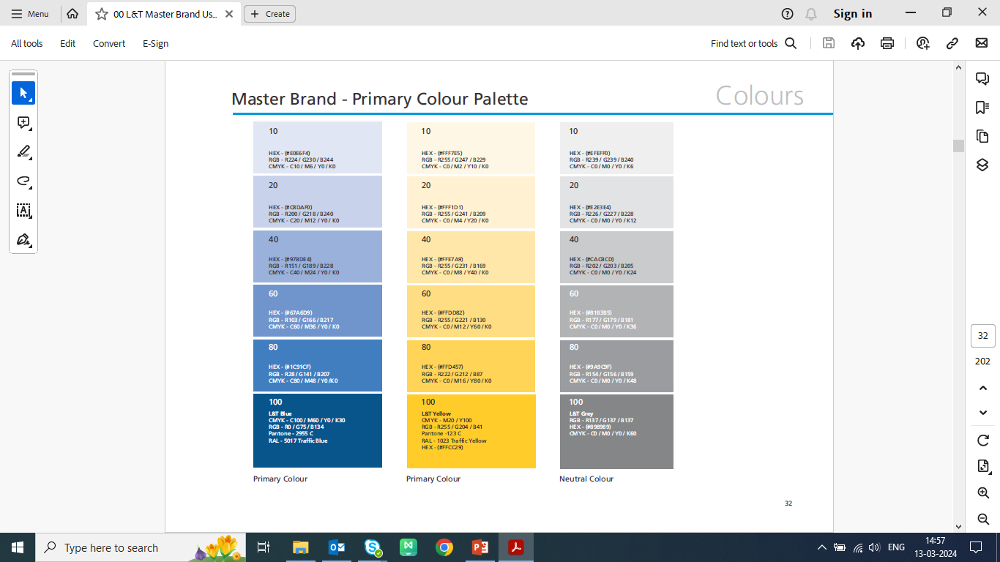 Menu
00 L&T Master Brand Us...
Create
Sign in
All tools
Edit
Convert
E-Sign
Find text or tools
Master Brand - Primary Colour Palette
Colours
10
HEX - (#E0E6F4)
RGB - R224 / G230 / B244
CMYK - C10 / M6 / Y0 / K0
20
HEX - (#C8DAF0)
RGB - R200 / G218 / B240
CMYK - C20 / M12 / Y0 / K0
40
HEX - (#97BDE4)
RGB - R151 / G189 / B228
CMYK - C40 / M24 / Y0 / K0
60
HEX - (#67A6D9)
RGB - R103 / G166 / B217
CMYK - C60 / M36 / Y0 / K0
80
HEX - (#1C91CF)
RGB - R28 / G141 / B207
CMYK - C80 / M48 / Y0 /K0
100
L&T Blue
CMYK - C100 / M60 / Y0 / K30
RGB - R0 / G75 / B134
Pantone - 2955 C
RAL - 5017 Traffic Blue
Primary Colour
10
HEX - (#FFF7E5)
RGB - R255 / G247 / B229
CMYK - C0 / M2 / Y10 / K0
20
HEX - (#FFF1D1)
RGB - R255 / G241 / B209
CMYK - C0 / M4 / Y20 / K0
40
HEX - (#FFE7A9)
RGB - R255 / G231 / B169
CMYK - C0 / M8 / Y40 / K0
60
HEX - (#FFDD82)
RGB - R255 / G221 / B130
CMYK - C0 / M12 / Y60 / K0
80
HEX - (#FFD457)
RGB - R222 / G212 / B87
CMYK - C0 / M16 / Y80 / K0
100
L&T Yellow
CMYK - M20 / Y100
RGB - R255 / G204 / B41
Pantone -123 C
RAL - 1023 Traffic Yellow
HEX - (#FFCC29)
Primary Colour
10
HEX - (#EFEFF0)
RGB - R239 / G239 / B240
CMYK - C0 / M0 / Y0 / K6
20
HEX - (#E2E3E4)
RGB - R226 / G227 / B228
CMYK - C0 / M0 / Y0 / K12
40
HEX - (#CACBCD)
RGB - R202 / G203 / B205
CMYK - C0 / M0 / Y0 / K24
60
HEX - (#B1B3B5)
RGB - R177 / G179 / B181
CMYK - C0 / M0 / Y0 / K36
80
HEX - (#9A9C9F)
RGB - R154 / G156 / B159
CMYK - C0 / M0 / Y0 / K48
100
L&T Grey
RGB - R137 / G137 / B137
HEX - (#898989)
CMYK - C0 / M0 / Y0 / K60
Neutral Colour
32
32
202
Type here to search
ENG
14:57
13-03-2024